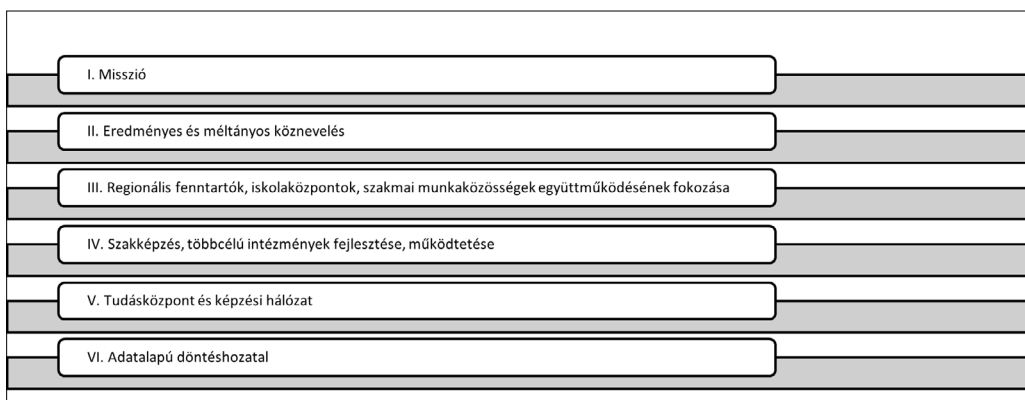 I. Misszió
II. Eredményes és méltányos köznevelés
III. Regionális fenntartók, iskolaközpontok, szakmai munkaközösségek együttműködésének fokozása
IV. Szakképzés, többcélú intézmények fejlesztése, működtetése
V. Tudásközpont és képzési hálózat
VI. Adatalapú döntéshozatal